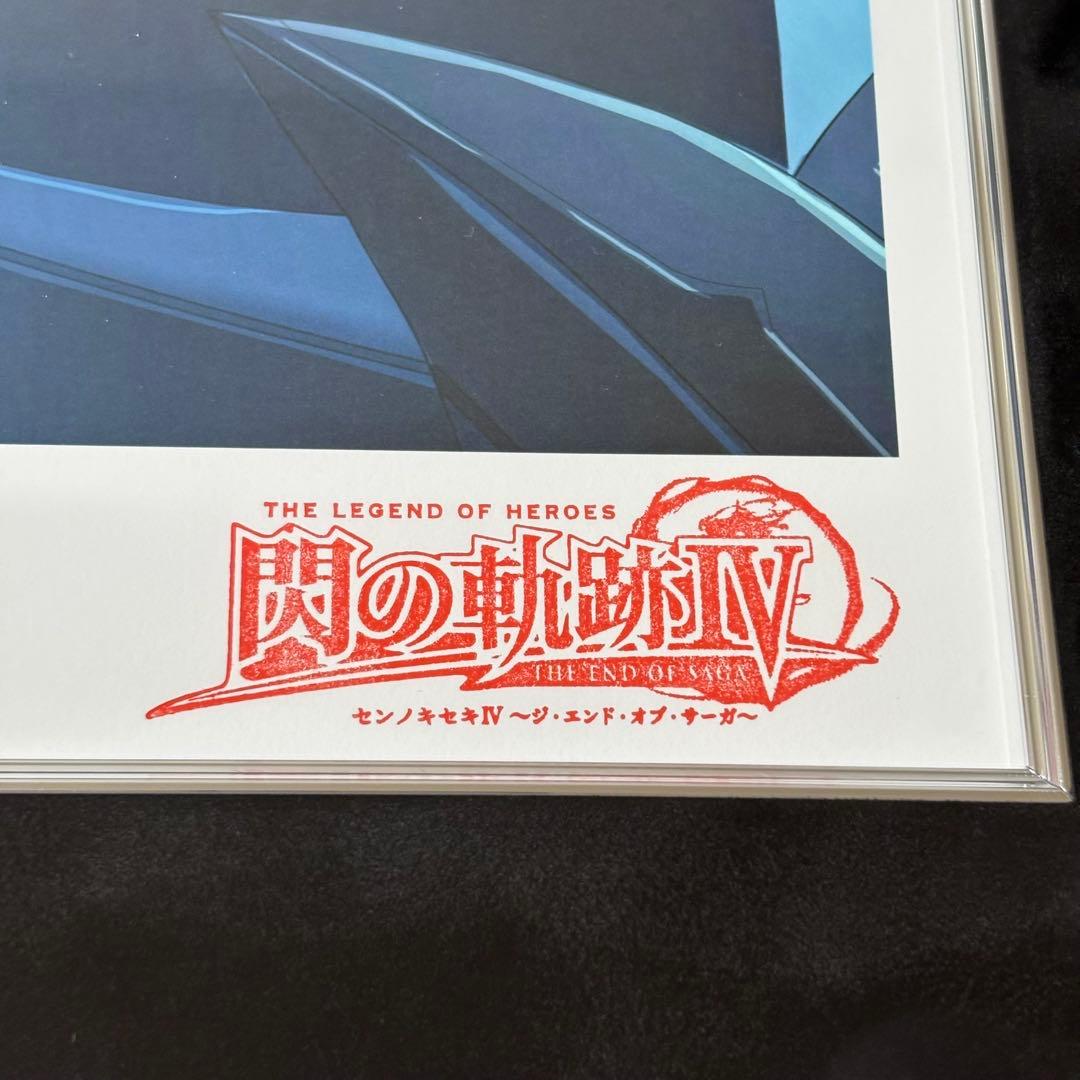 THE LEGEND OF HEROES
閃の軌跡Ⅳ
THE END OF SAGA
センノキセキⅣ ～ジ・エンド・オブ・サーガ～